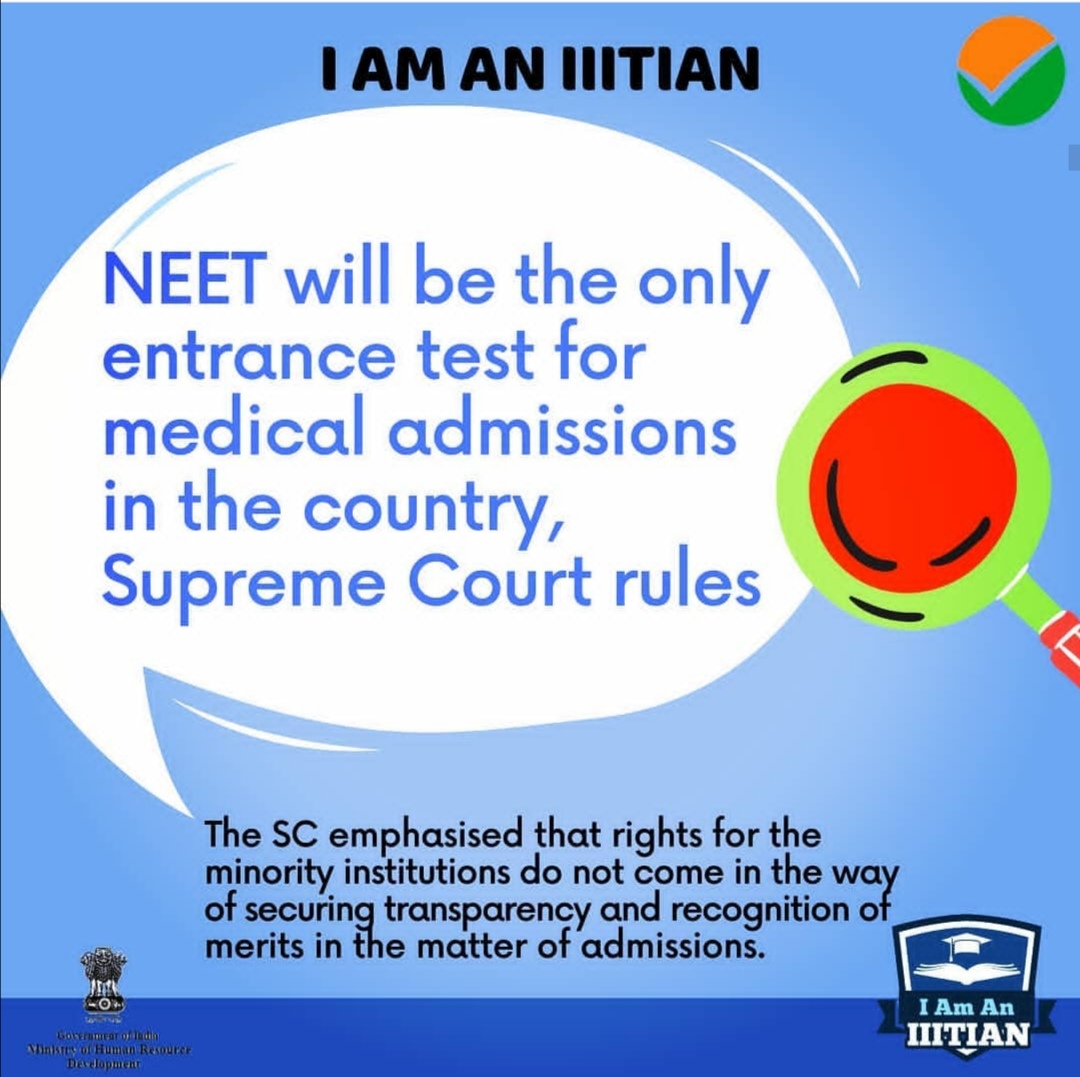 I AM AN IIITIAN
NEET will be the only
entrance test for
medical admissions
in the country,
Supreme Court rules
The SC emphasised that rights for the
minority institutions do not come in the way
of securing transparency and recognition of
merits in the matter of admissions.
Government of India
Ministry of Human Resource
Development
I Am An
IIITIAN